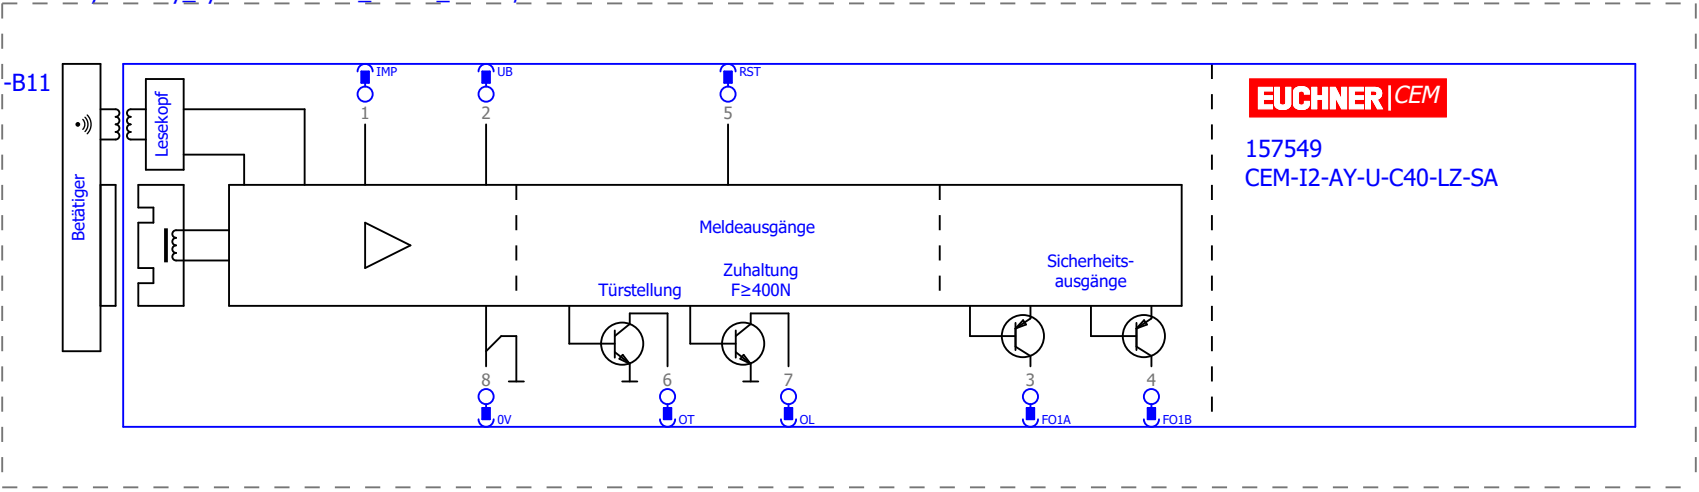 -B11
IMP
UB
RST
1
2
5
Lesekopf
Betätiger
EUCHNER|CEM
157549
CEM-I2-AY-U-C40-LZ-SA
Meldeausgänge
Türstellung
Zuhaltung
F≥400N
Sicherheits-
ausgänge
8
6
7
3
4
0V
OT
OL
FO1A
FO1B